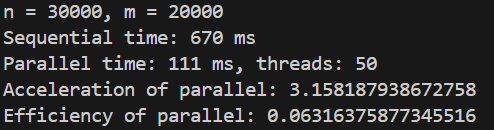 n = 30000, m = 20000
Sequential time: 670 ms
Parallel time: 111 ms, threads: 50
Acceleration of parallel: 3.158187938672758
Efficiency of parallel: 0.06316375877345516